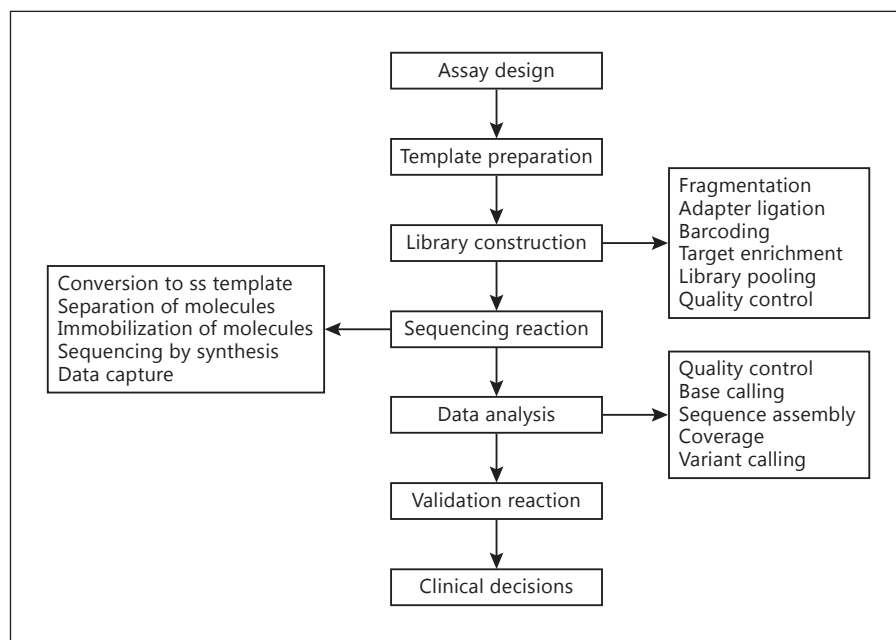 Assay design
Template preparation
Library construction
Fragmentation
Adapter ligation
Barcoding
Target enrichment
Library pooling
Quality control
Sequencing reaction
Conversion to ss template
Separation of molecules
Immobilization of molecules
Sequencing by synthesis
Data capture
Data analysis
Quality control
Base calling
Sequence assembly
Coverage
Variant calling
Validation reaction
Clinical decisions